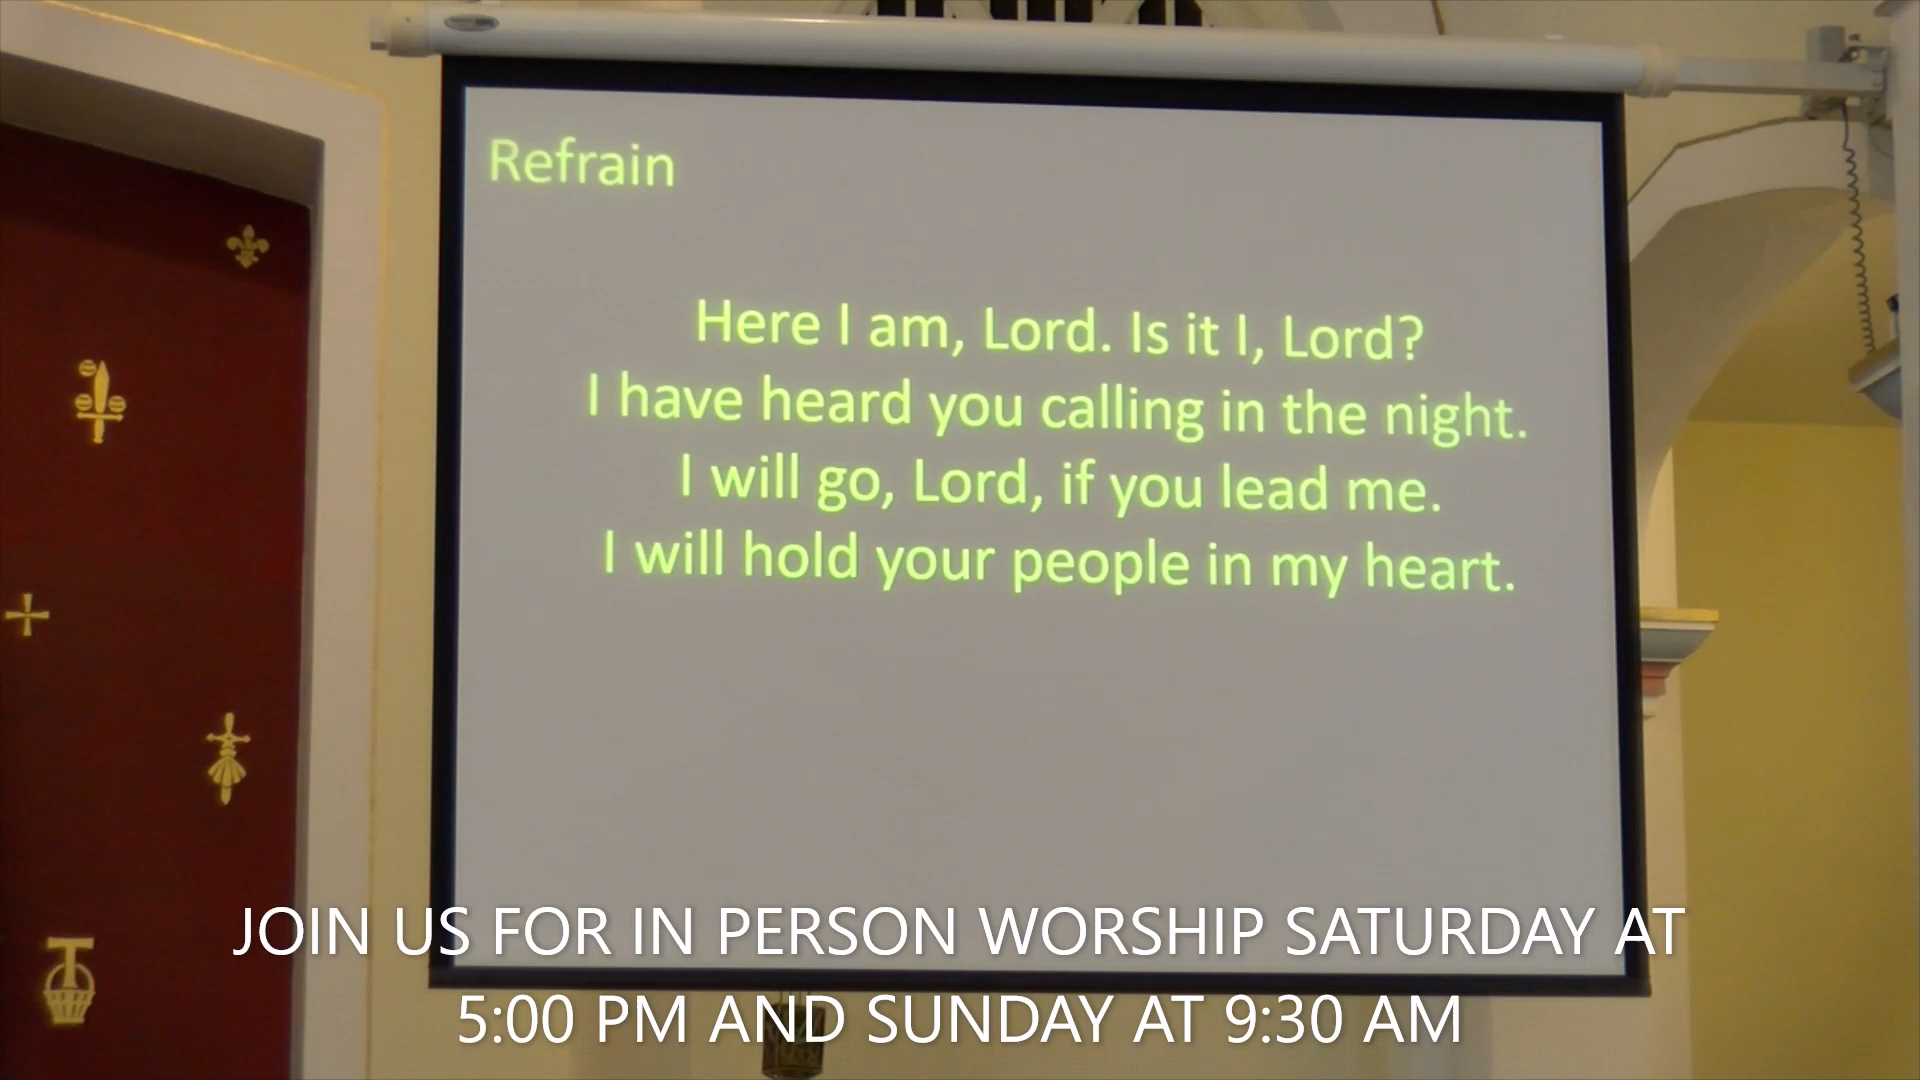 Refrain
Here I am, Lord. Is it I, Lord?
I have heard you calling in the night.
I will go, Lord, if you lead me.
I will hold your people in my heart.
JOIN US FOR IN PERSON WORSHIP SATURDAY AT
5:00 PM AND SUNDAY AT 9:30 AM